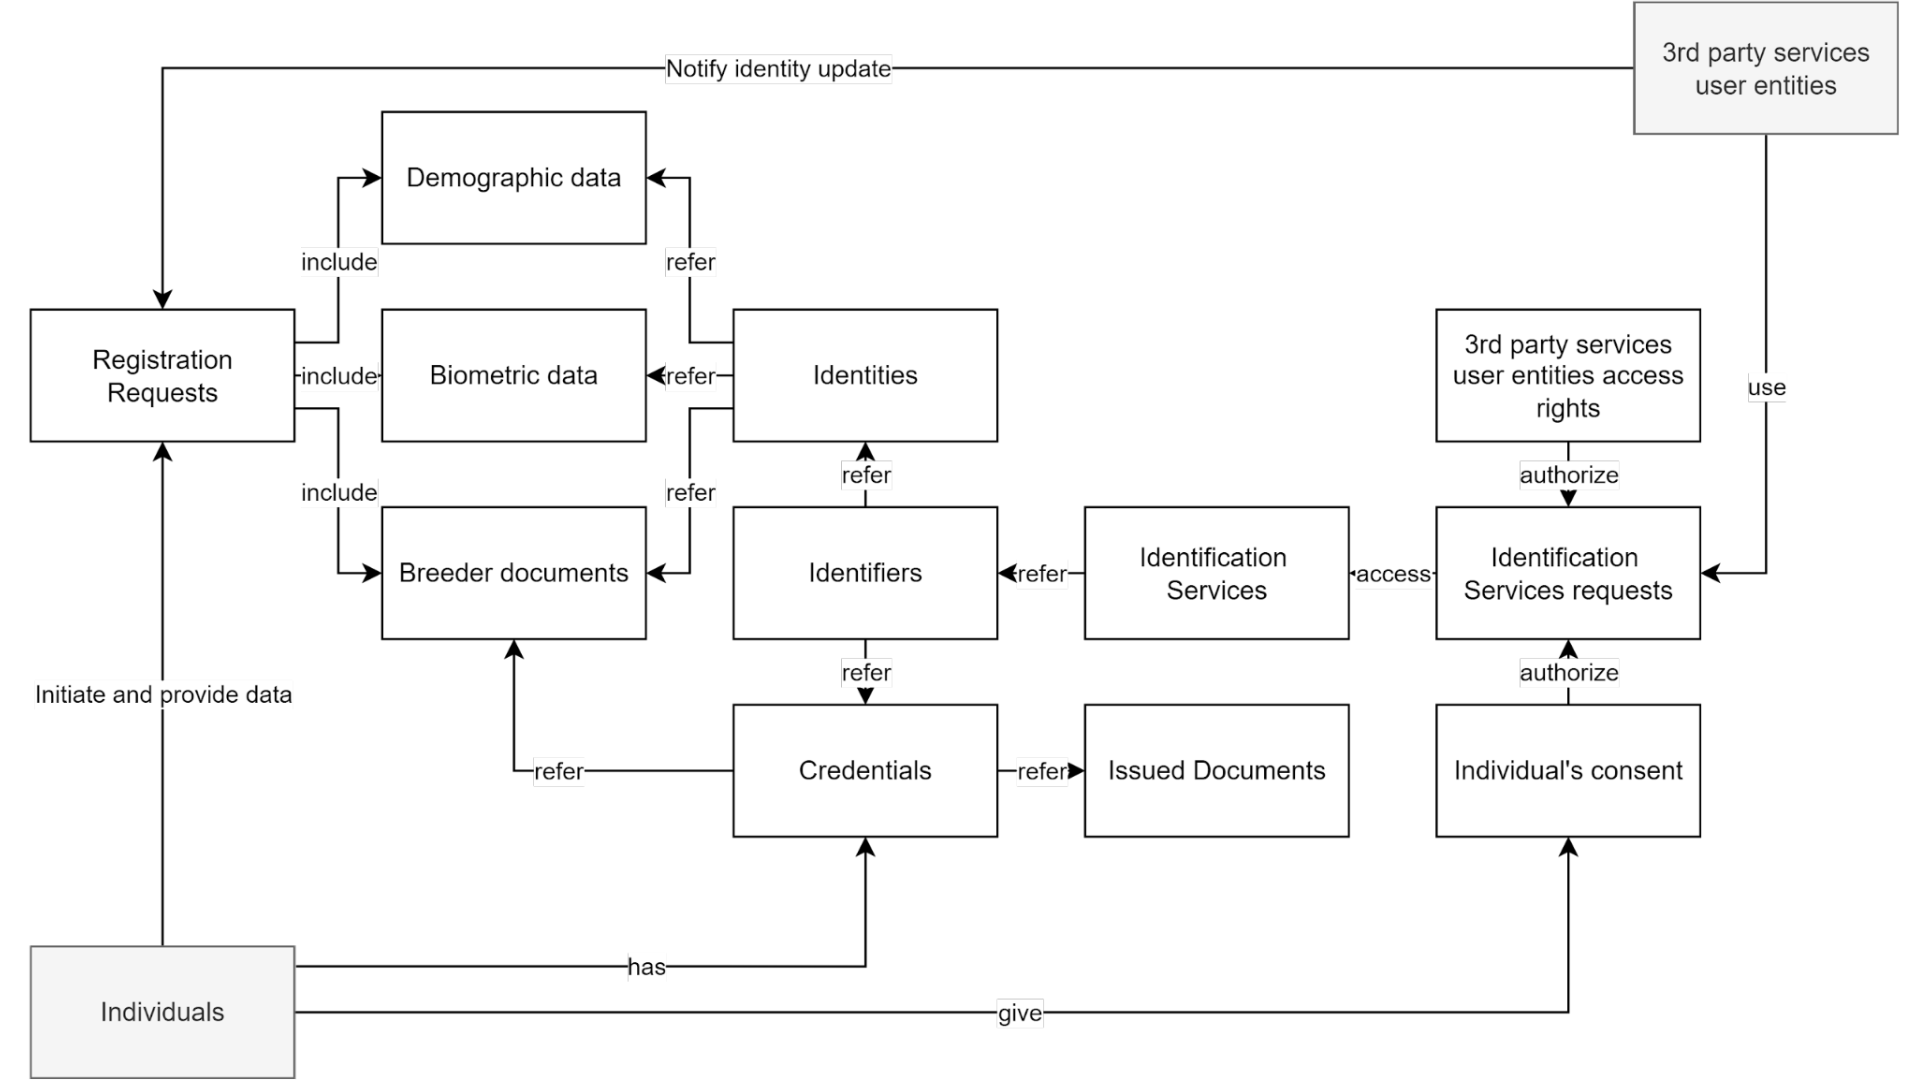 3rd party services
user entities
Notify identity update
Demographic data
include
refer
Registration
Requests
include
Biometric data
refer
Identities
3rd party services
user entities access
rights
use
include
refer
refer
authorize
Breeder documents
Identifiers
refer
Identification
Services
access
Identification
Services requests
refer
authorize
Initiate and provide data
refer
Credentials
refer
Issued Documents
Individual's consent
has
Individuals
give